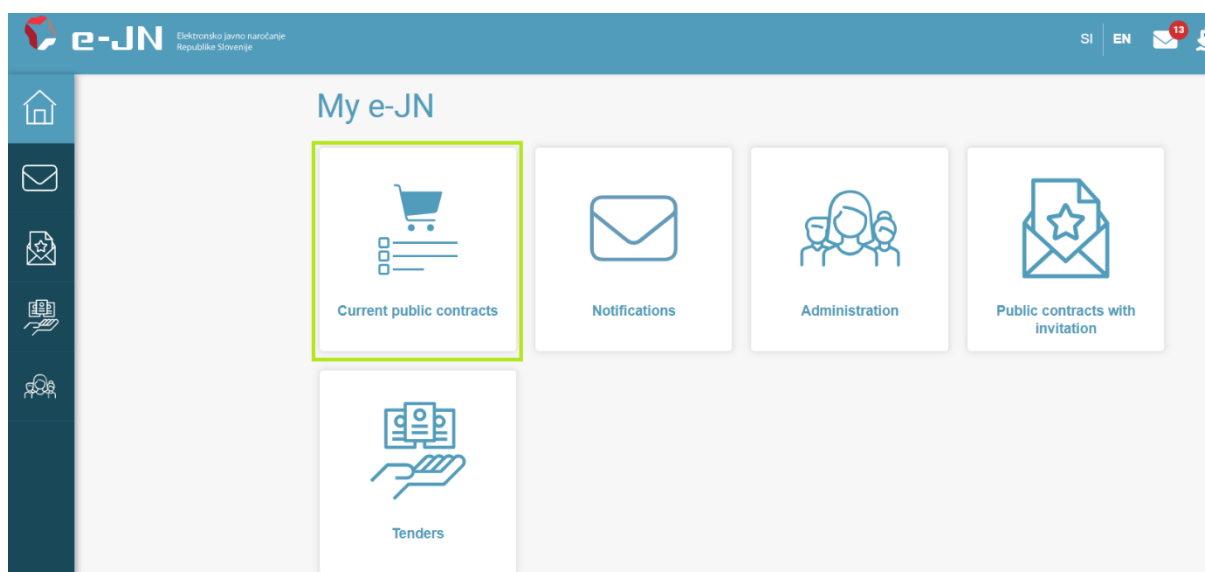 e-JN
Elektronsko javno naročanje
Republike Slovenije
SI EN
13
My e-JN
Current public contracts
Notifications
Administration
Public contracts with
invitation
Tenders